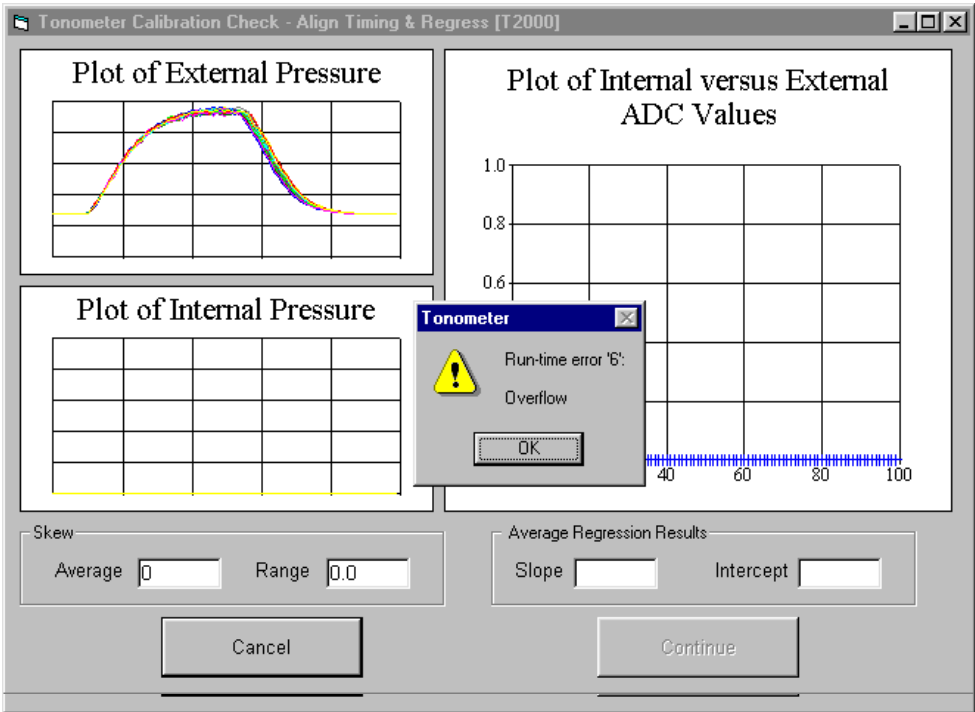 Tonometer Calibration Check - Align Timing & Regress [T2000]
Plot of External Pressure
Plot of Internal versus External
ADC Values
1.0
0.8
0.6
Plot of Internal Pressure
Tonometer
Run-time error '6':
Overflow
OK
40 60 80 100
Skew
Average 0 Range 0.0
Average Regression Results
Slope Intercept
Cancel
Continue